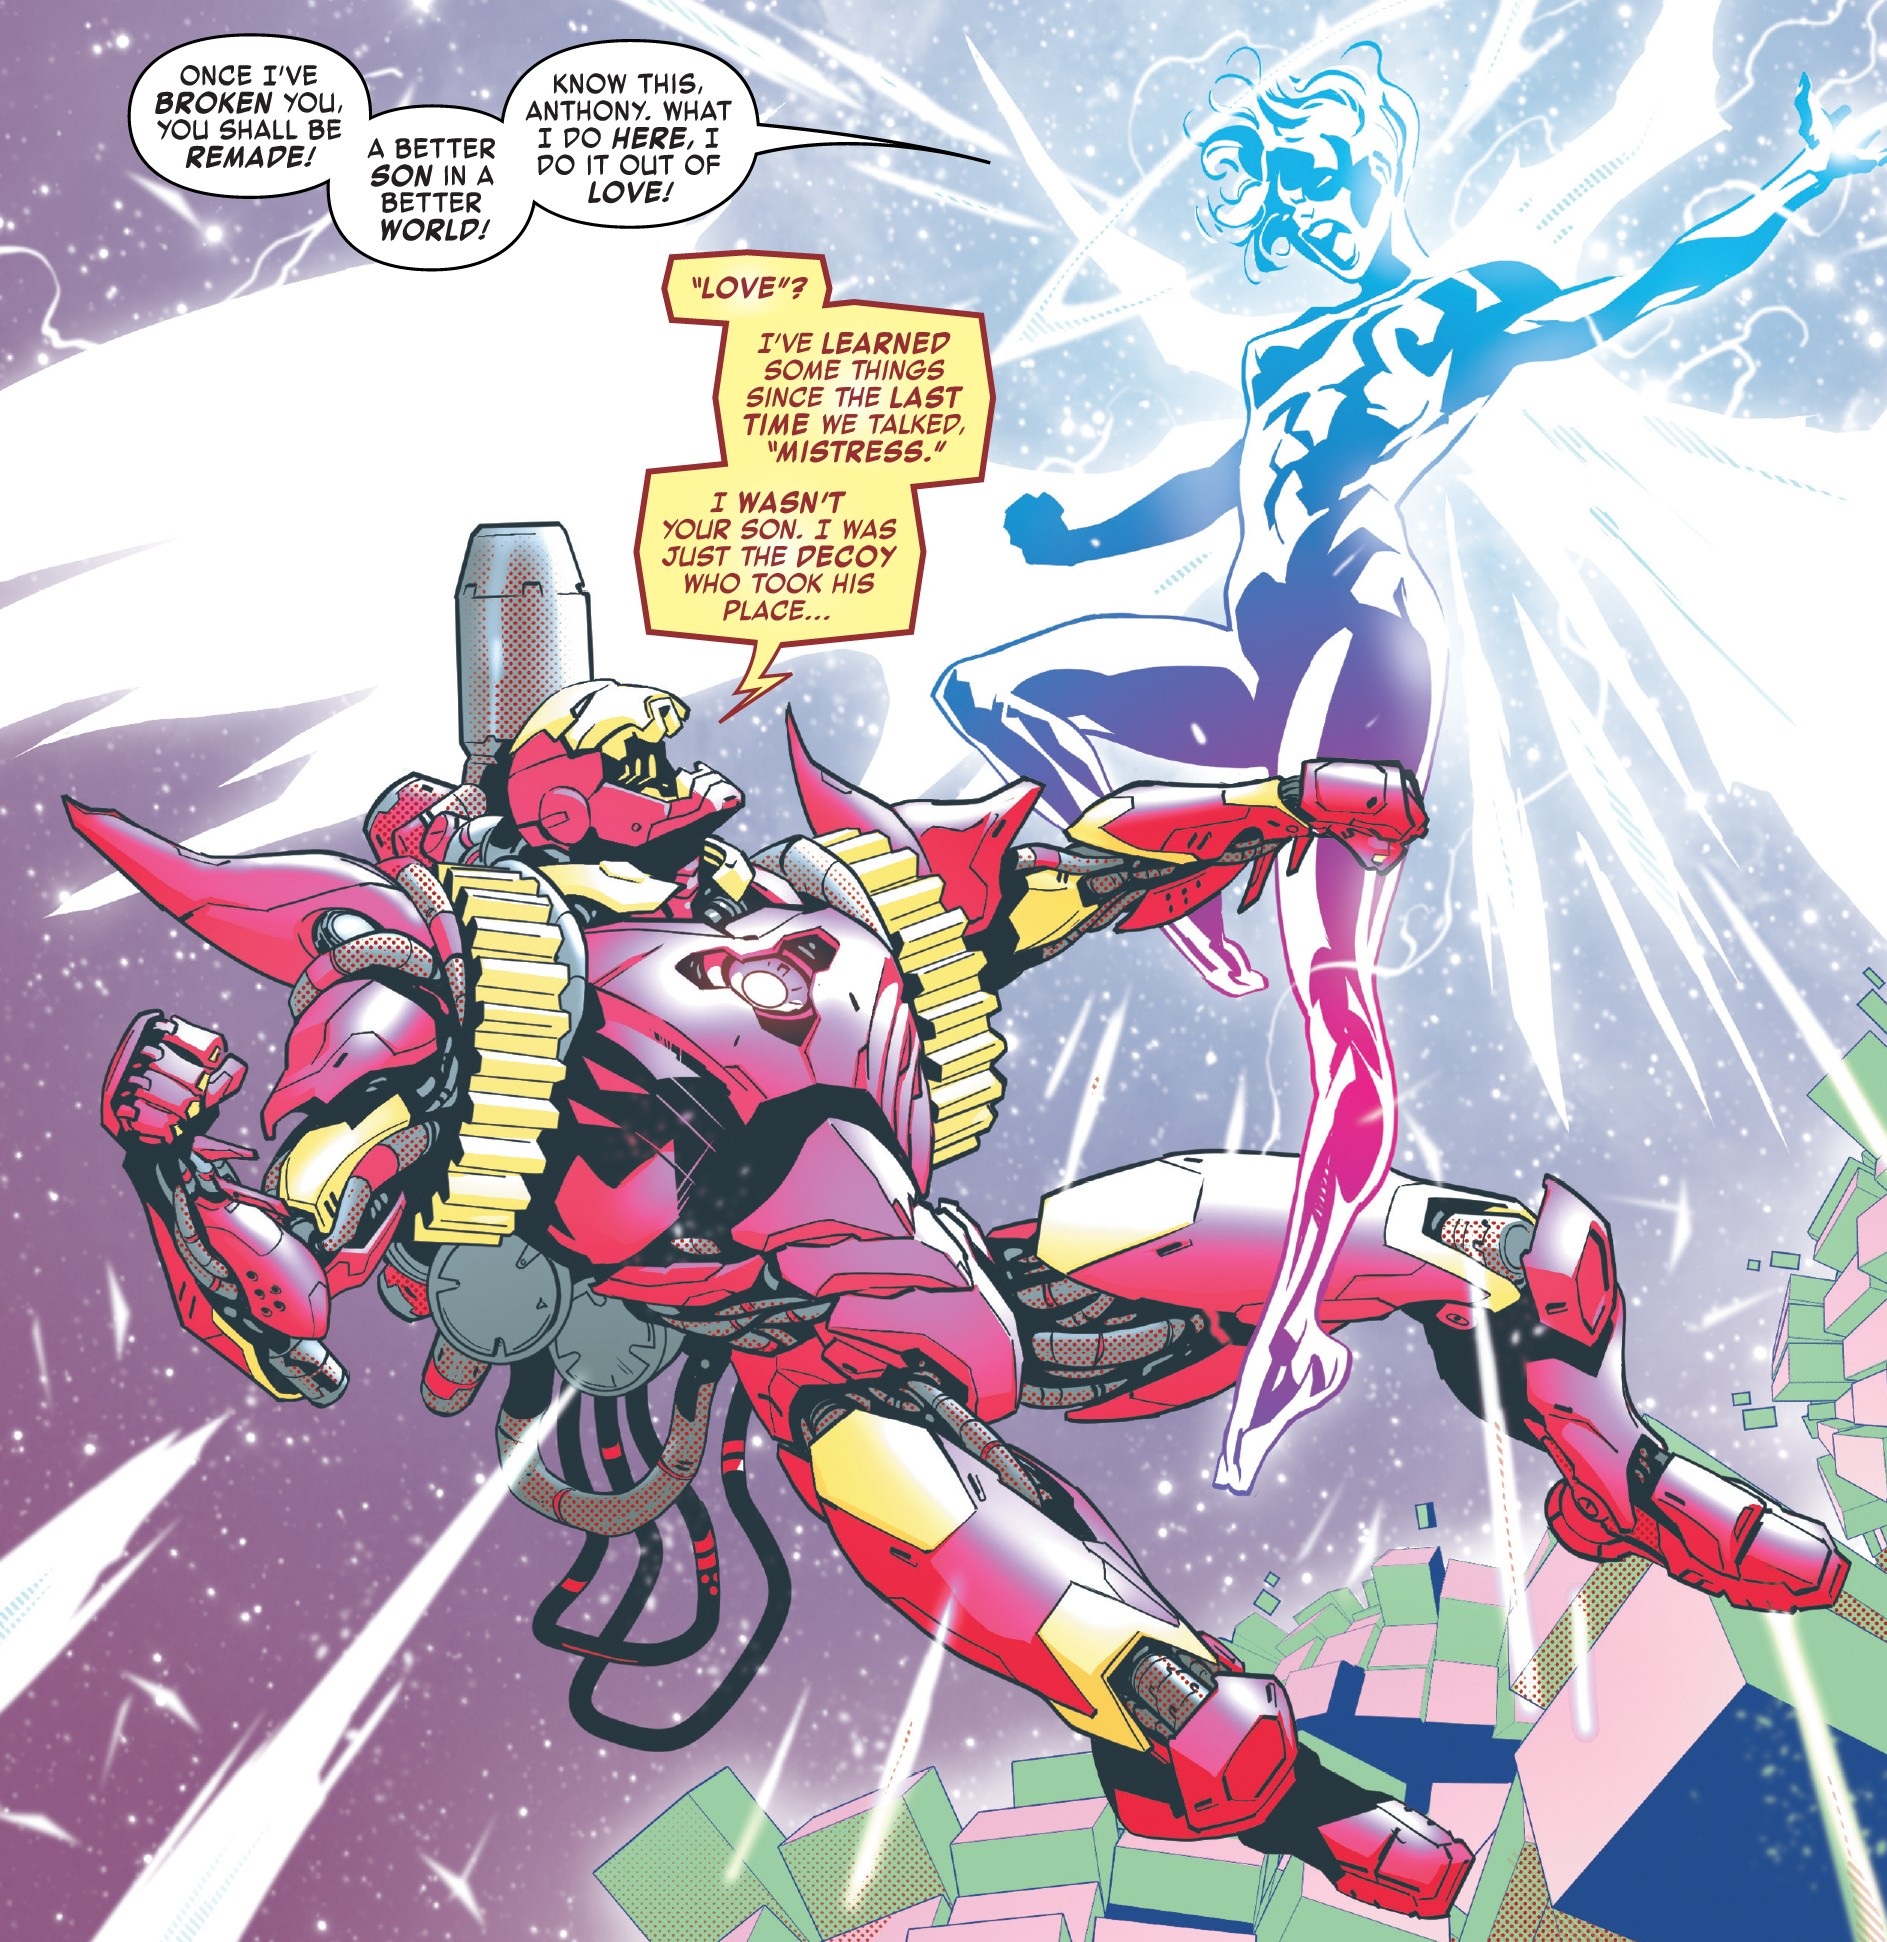 ONCE I'VE
BROKEN YOU,
YOU SHALL BE
REMADE!
A BETTER
SON IN A
BETTER
WORLD!
KNOW THIS,
ANTHONY. WHAT
I DO HERE, I
DO IT OUT OF
LOVE!
"LOVE"?
I'VE LEARNED
SOME THINGS
SINCE THE LAST
TIME WE TALKED,
"MISTRESS."
I WASN'T
YOUR SON. I WAS
JUST THE DECOY
WHO TOOK HIS
PLACE...